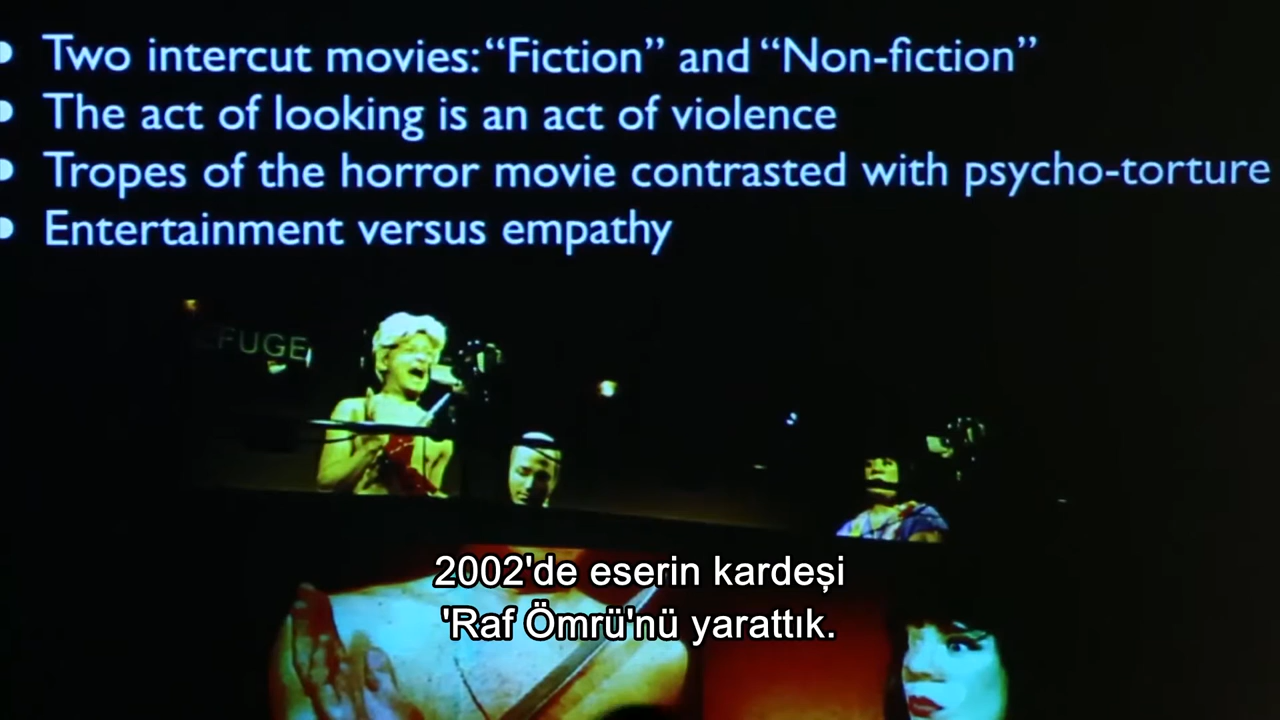 Two intercut movies: “Fiction” and “Non-fiction”
The act of looking is an act of violence
Tropes of the horror movie contrasted with psycho-torture
Entertainment versus empathy
FUGE
2002'de eserin kardeşi
'Raf Ömrü'nü yarattık.